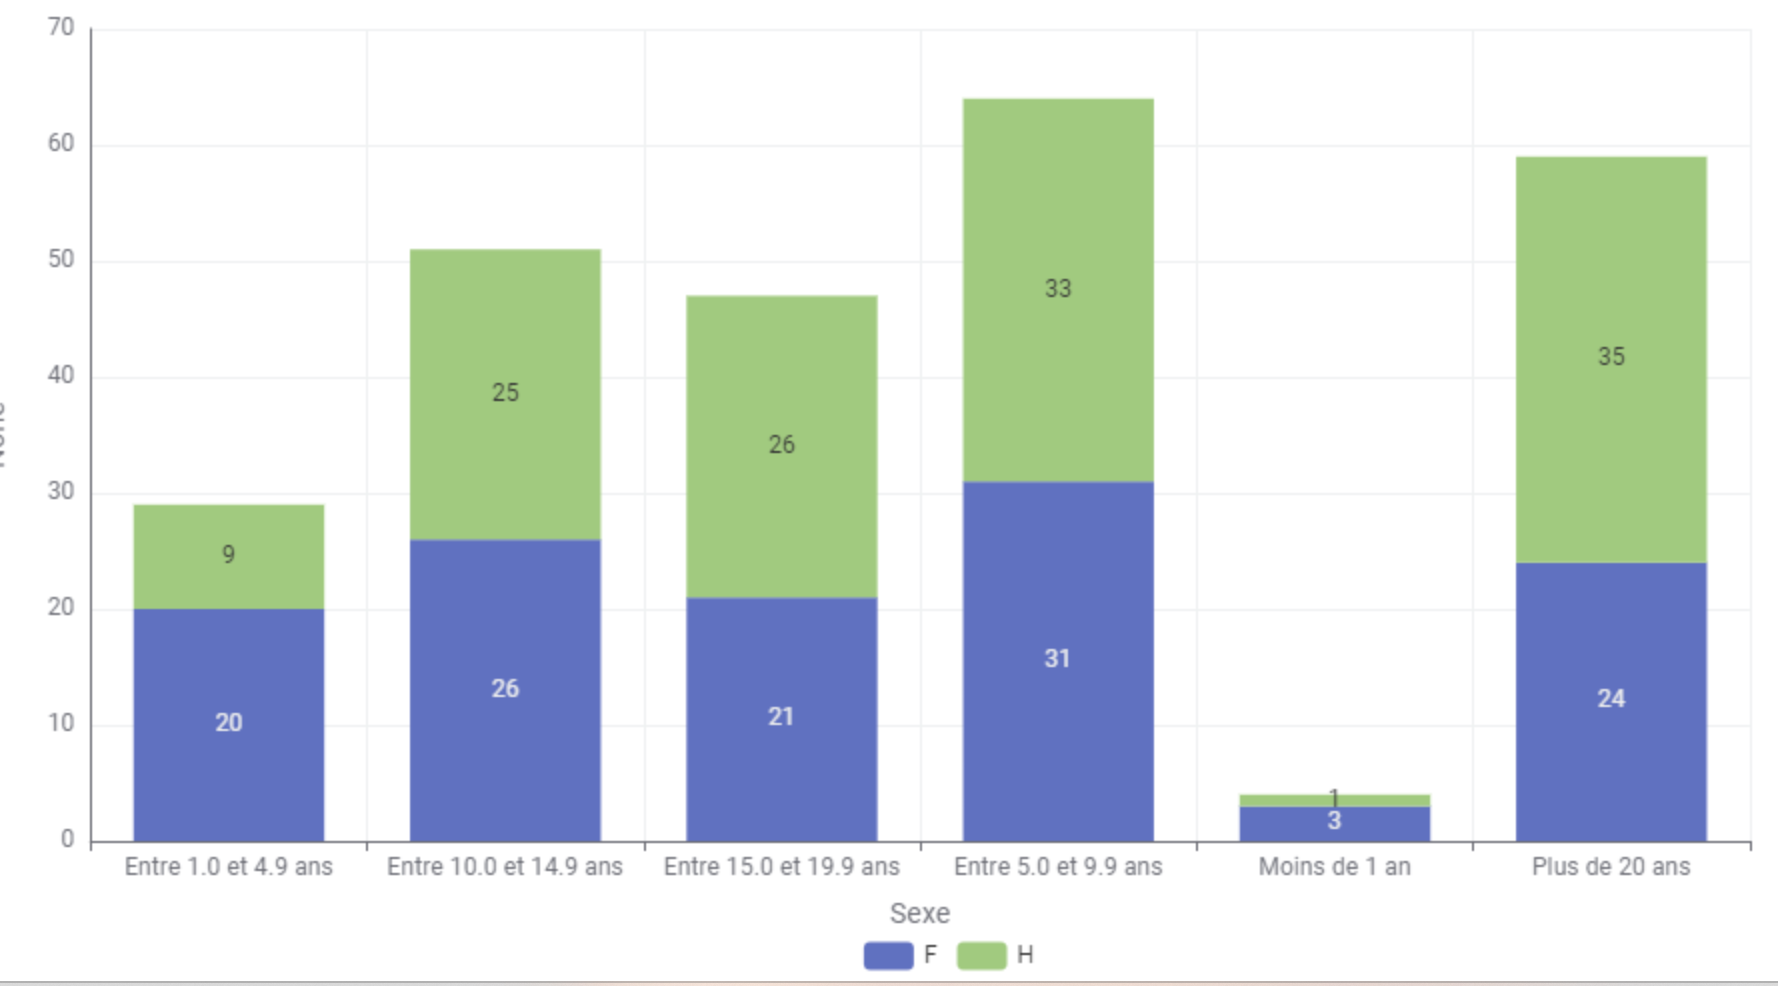 70
60
50
40
30
20
10
0
9
20
25
26
26
21
33
31
1
3
35
24
Entre 1.0 et 4.9 ans
Entre 10.0 et 14.9 ans
Entre 15.0 et 19.9 ans
Entre 5.0 et 9.9 ans
Moins de 1 an
Plus de 20 ans
Sexe
F H